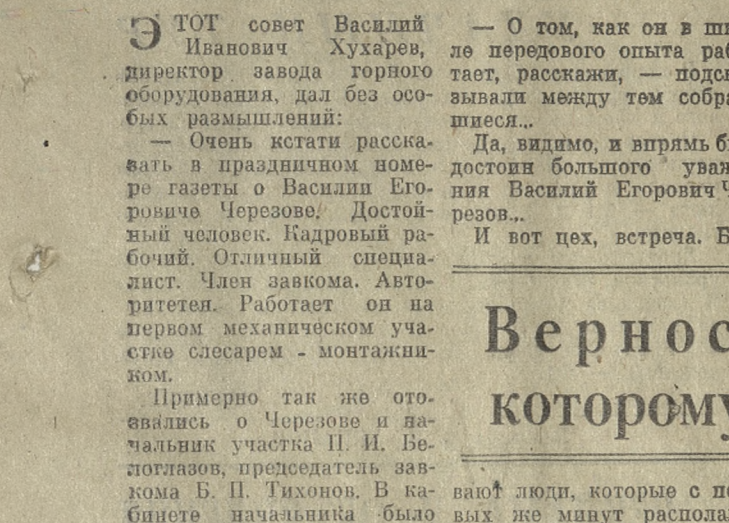 ЭТОТ совет Василий
Иванович Хухарев,
директор завода горного
оборудования, дал без осо-
бых размышлений:
— Очень кстати расска-
зать в праздничном номе-
ре газеты о Василии Его-
ровиче Черезове. Достой-
ный человек. Кадровый ра-
бочий. Отличный специа-
лист. Член завкома. Авто-
ритетен. Работает он на
первом механическом уча-
стке слесарем - монтажни-
ком.
Примерно так же ото-
звались о Черезове и на-
чальник участка П. И. Бе-
логлазов, председатель зав-
кома Б. П. Тихонов. В ка-
бинете начальника было
— О том, как он в
ле передового опыта раб
тает, расскажи, — подск
зывали между тем собра
шиеся...
Да, видимо, и впрямь б
достоин большого уваж
ния Василий Егорович Ч
резов...
И вот цех, встреча. Б
Вернос
которому
вают люди, которые с пе
вых же минут распола